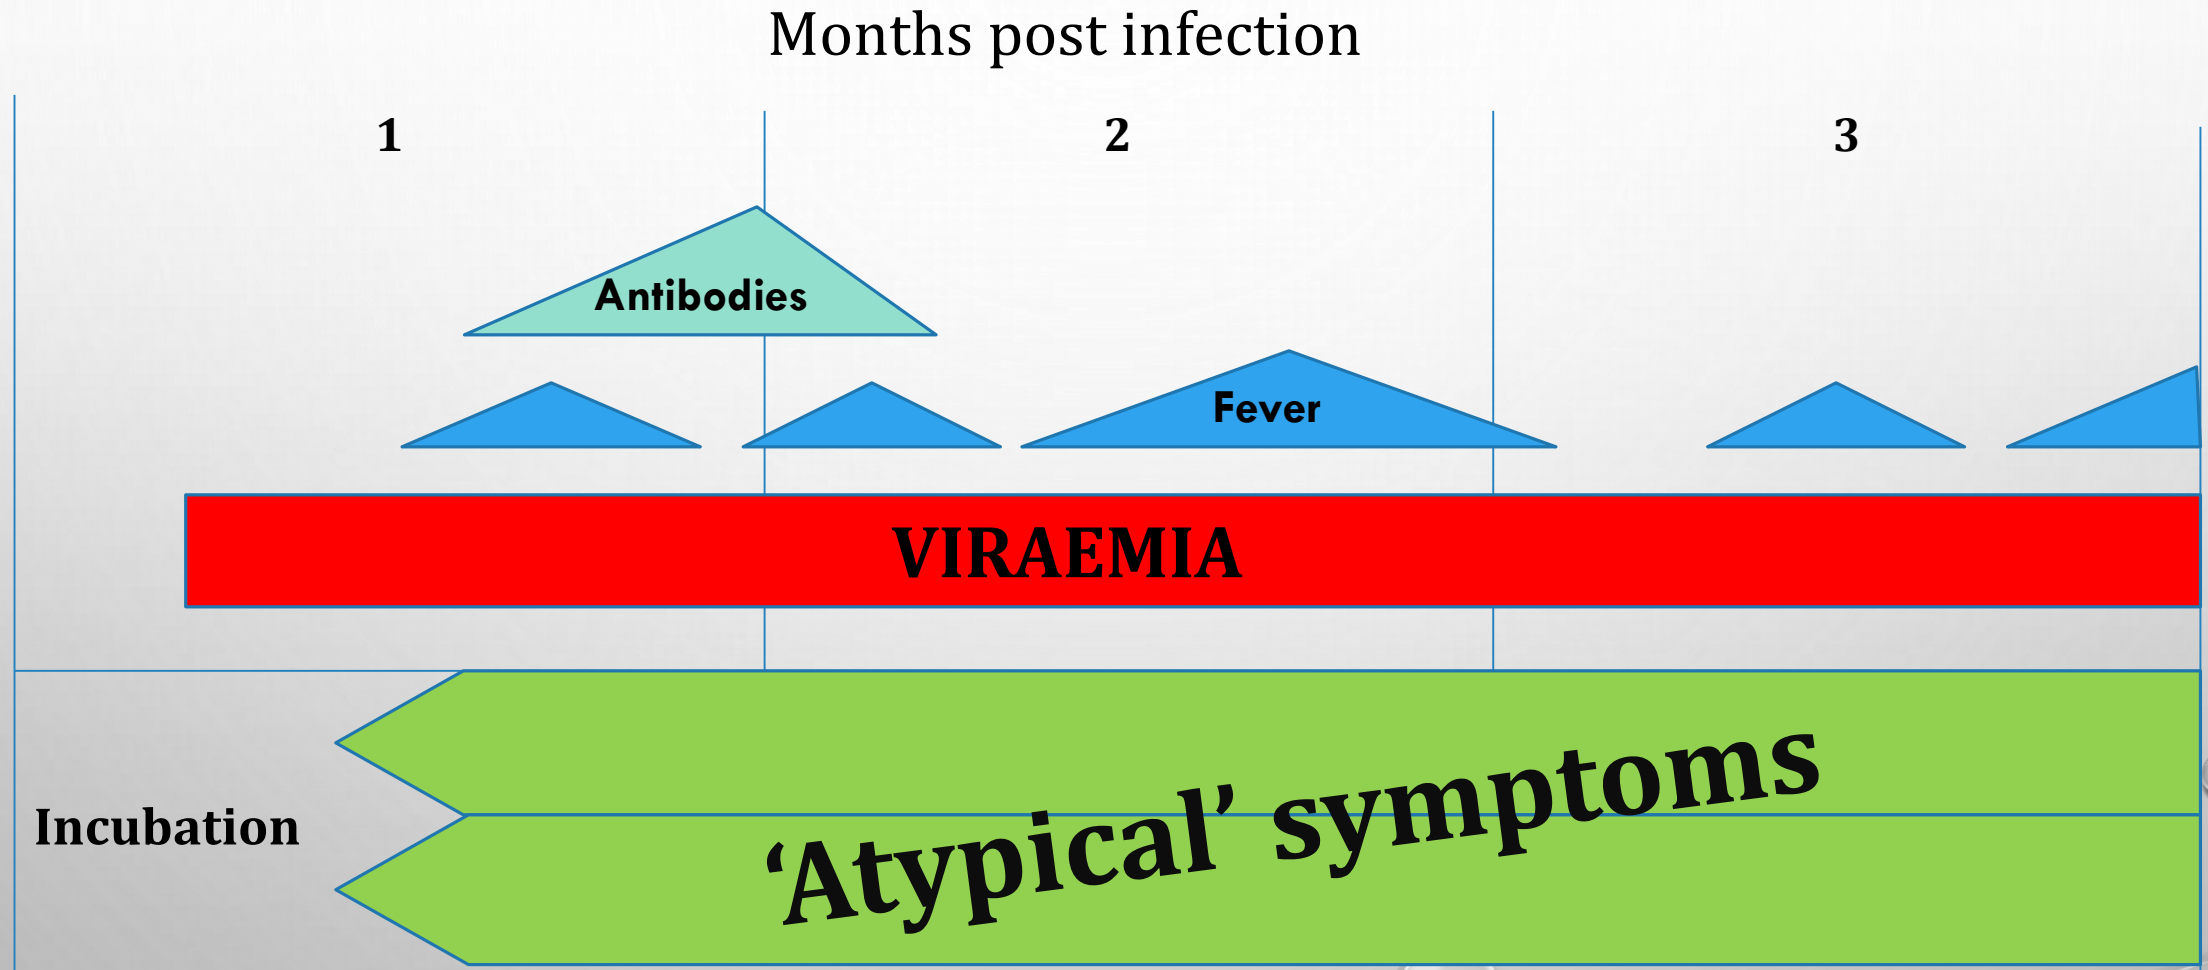 Months post infection
1
2
3
Antibodies
Fever
VIRAEMIA
Incubation
‘Atypical’ symptoms